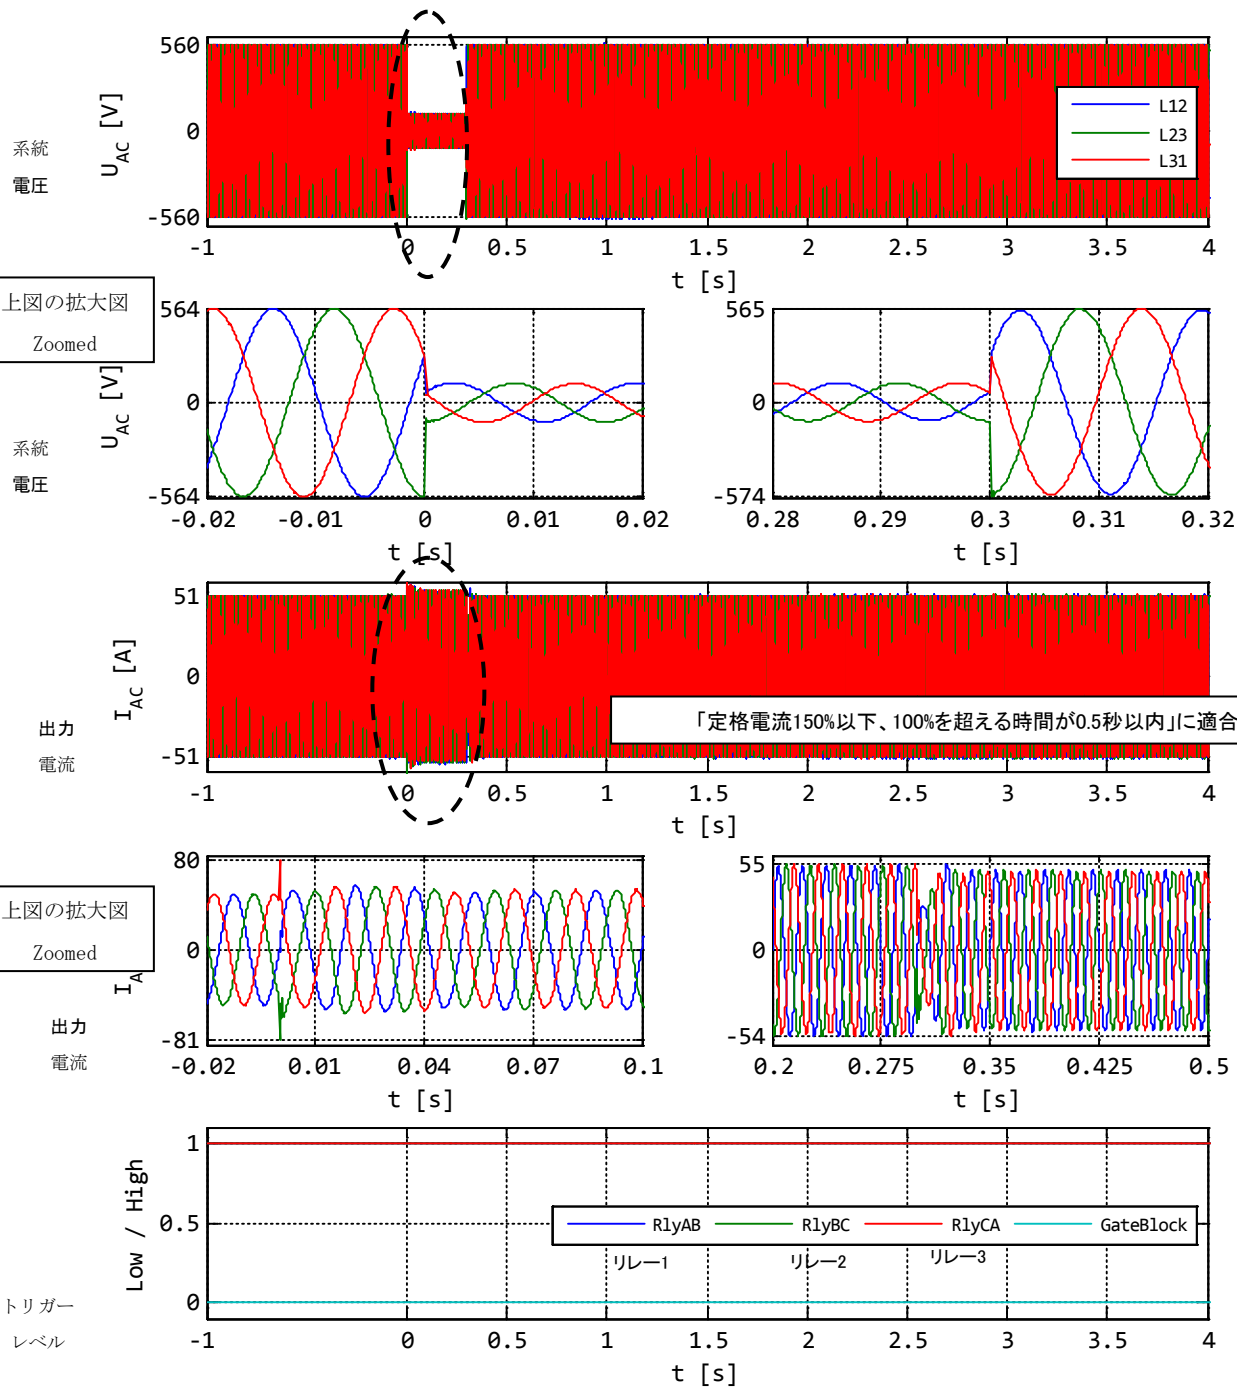 560
0
-560
U_AC [V]
系統
電圧
L12
L23
L31
-1 0 0.5 1 1.5 2 2.5 3 3.5 4
t [s]
上図の拡大図
Zoomed
564
0
-564
U_AC [V]
系統
電圧
-0.02 -0.01 0 0.01 0.02
t [s]
565
0
-574
0.28 0.29 0.3 0.31 0.32
t [s]
51
0
-51
I_AC [A]
出力
電流
「定格電流150%以下、100%を超える時間が0.5秒以内」に適合
-1 0 0.5 1 1.5 2 2.5 3 3.5 4
t [s]
上図の拡大図
Zoomed
80
0
-81
I_A
出力
電流
-0.02 0.01 0.04 0.07 0.1
t [s]
55
0
-54
0.2 0.275 0.35 0.425 0.5
t [s]
1
0.5
0
Low / High
RlyAB RlyBC RlyCA GateBlock
リレー1 リレー2 リレー3
トリガー
レベル
-1 0 0.5 1 1.5 2 2.5 3 3.5 4
t [s]